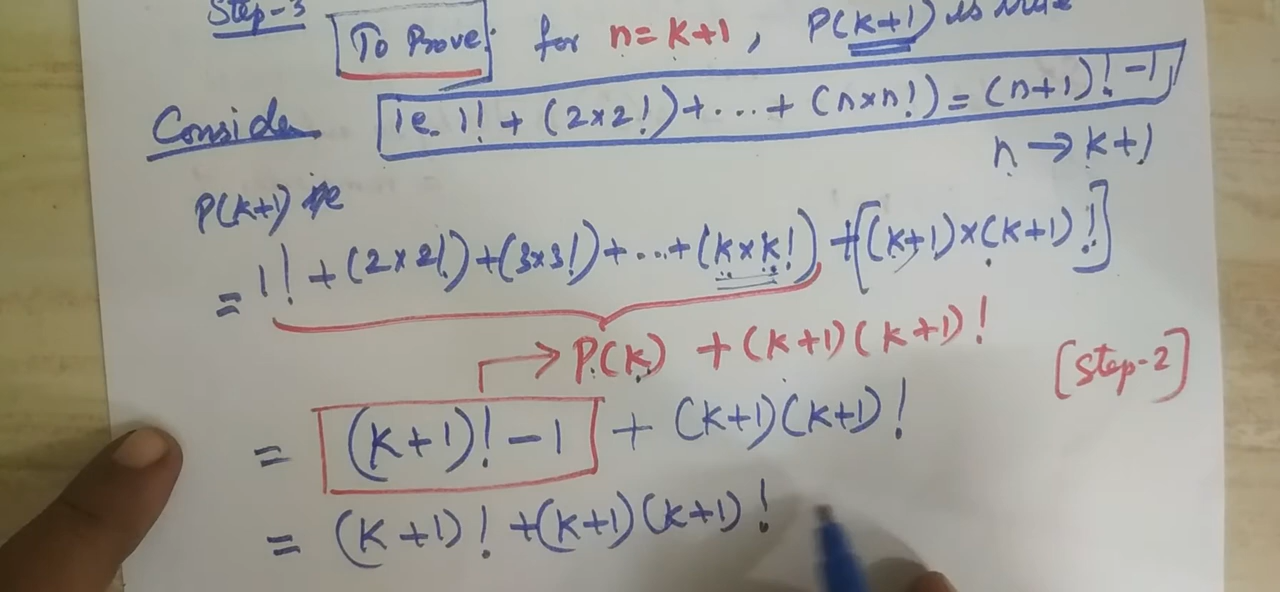 Step-3
To Prove: for n=k+1, P(k+1) is true
Consider ie. 1! + (2×2!)+...+ (n×n!) = (n+1)! -1
n → k+1
P(k+1)
= 1! + (2×2!)+(3×3!)+...+(k×k!) + [(k+1)×(k+1)!]
→ P(k) + (k+1)(k+1)!
[Step-2]
= (k+1)! -1 + (k+1)(k+1)!
= (k+1)! +(k+1)(k+1)!